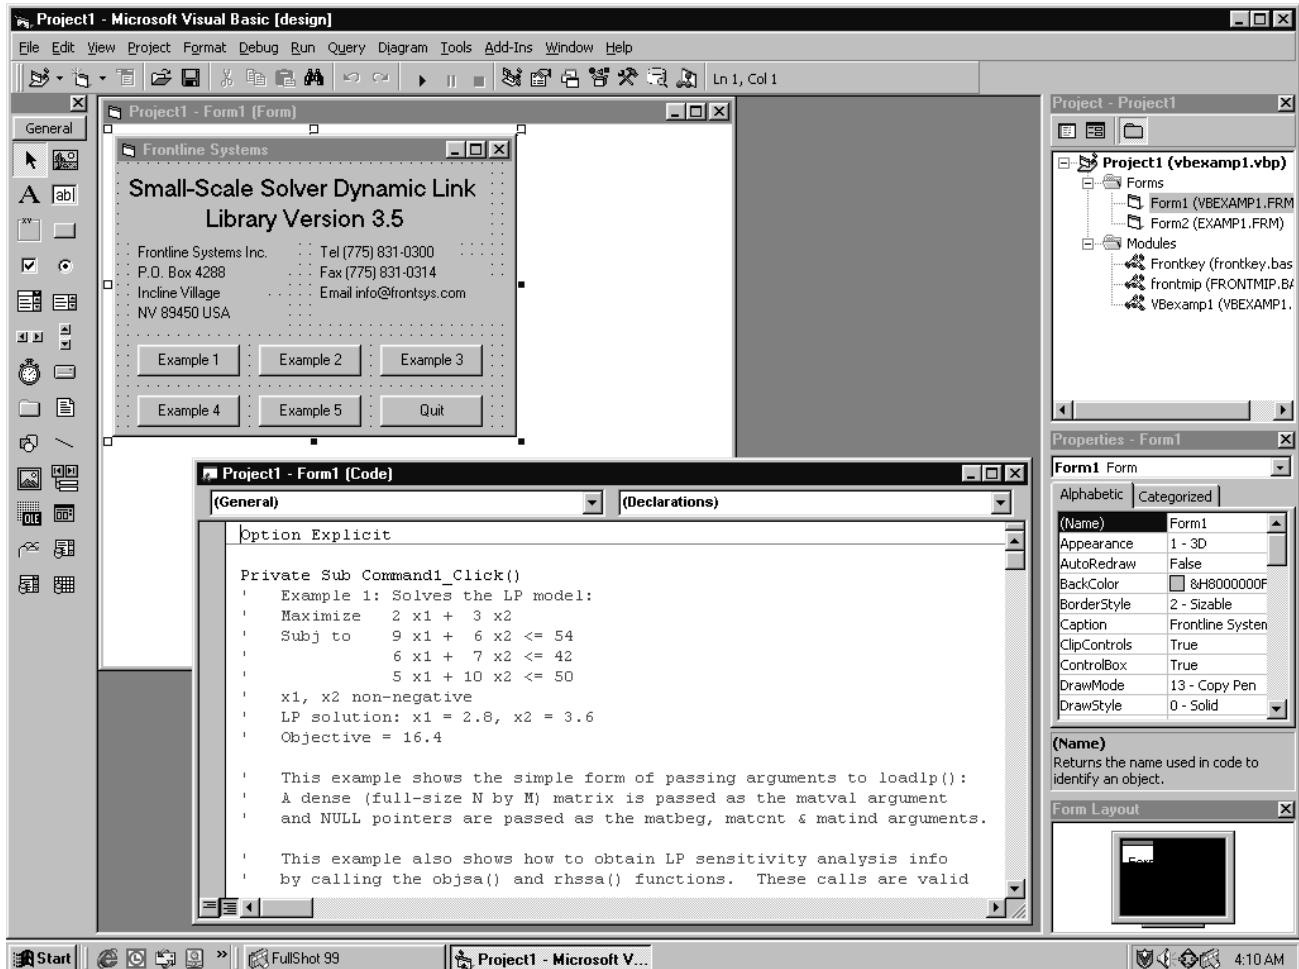 Project1 - Microsoft Visual Basic [design]
File Edit View Project Format Debug Run Query Diagram Tools Add-Ins Window Help
Ln 1, Col 1
General
A
ab|
XY
OLE
Project1 - Form1 (Form)
Frontline Systems
Small-Scale Solver Dynamic Link
Library Version 3.5
Frontline Systems Inc. Tel (775) 831-0300
P.O. Box 4288 Fax (775) 831-0314
Incline Village Email info@frontsys.com
NV 89450 USA
Example 1 Example 2 Example 3
Example 4 Example 5 Quit
Project1 - Form1 (Code)
(General) (Declarations)
Option Explicit
Private Sub Command1_Click()
' Example 1: Solves the LP model:
' Maximize 2 x1 + 3 x2
' Subj to 9 x1 + 6 x2 <= 54
' 6 x1 + 7 x2 <= 42
' 5 x1 + 10 x2 <= 50
' x1, x2 non-negative
' LP solution: x1 = 2.8, x2 = 3.6
' Objective = 16.4
' This example shows the simple form of passing arguments to loadlp():
' A dense (full-size N by M) matrix is passed as the matval argument
' and NULL pointers are passed as the matbeg, matcnt & matind arguments.
' This example also shows how to obtain LP sensitivity analysis info
' by calling the objsa() and rhssa() functions. These calls are valid
Project - Project1
Project1 (vbexamp1.vbp)
Forms
Form1 (VBEXAMP1.FRM
Form2 (EXAMP1.FRM)
Modules
Frontkey (frontkey.bas
frontmip (FRONTMIP.BA
VBexamp1 (VBEXAMP1.
Properties - Form1
Form1 Form
Alphabetic Categorized
(Name) Form1
Appearance 1 - 3D
AutoRedraw False
BackColor &H8000000F
BorderStyle 2 - Sizable
Caption Frontline System
ClipControls True
ControlBox True
DrawMode 13 - Copy Pen
DrawStyle 0 - Solid
(Name)
Returns the name used in code to
identify an object.
Form Layout
Start » FullShot 99 Project1 - Microsoft V... 4:10 AM